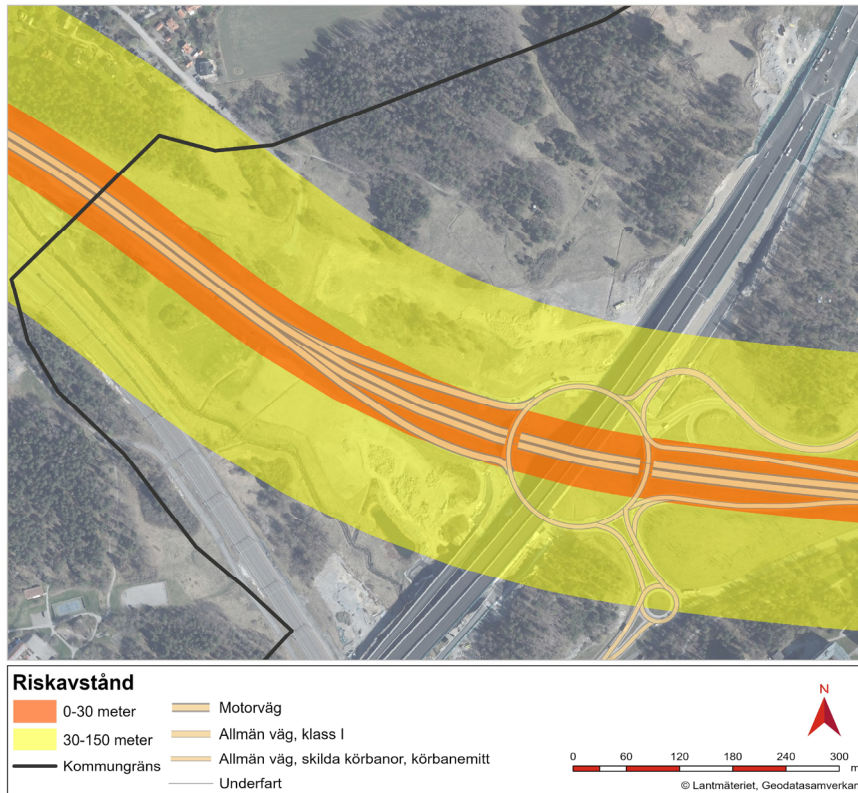 Riskavstånd
0-30 meter
30-150 meter
Kommungräns
Motorväg
Allmän väg, klass I
Allmän väg, skilda körbanor, körbanemitt
Underfart
N
0 60 120 180 240 300
m
© Lantmäteriet, Geodatasamverkan